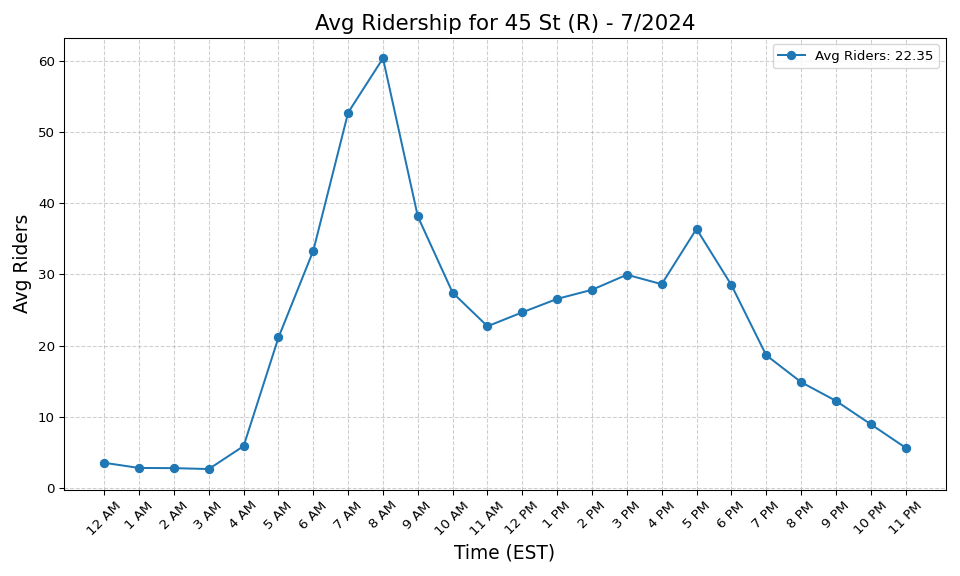 Avg Ridership for 45 St (R) - 7/2024
Avg Riders: 22.35
60
50
40
30
20
10
0
Avg Riders
12 AM
1 AM
2 AM
3 AM
4 AM
5 AM
6 AM
7 AM
8 AM
9 AM
10 AM
11 AM
12 PM
1 PM
2 PM
3 PM
4 PM
5 PM
6 PM
7 PM
8 PM
9 PM
10 PM
11 PM
Time (EST)